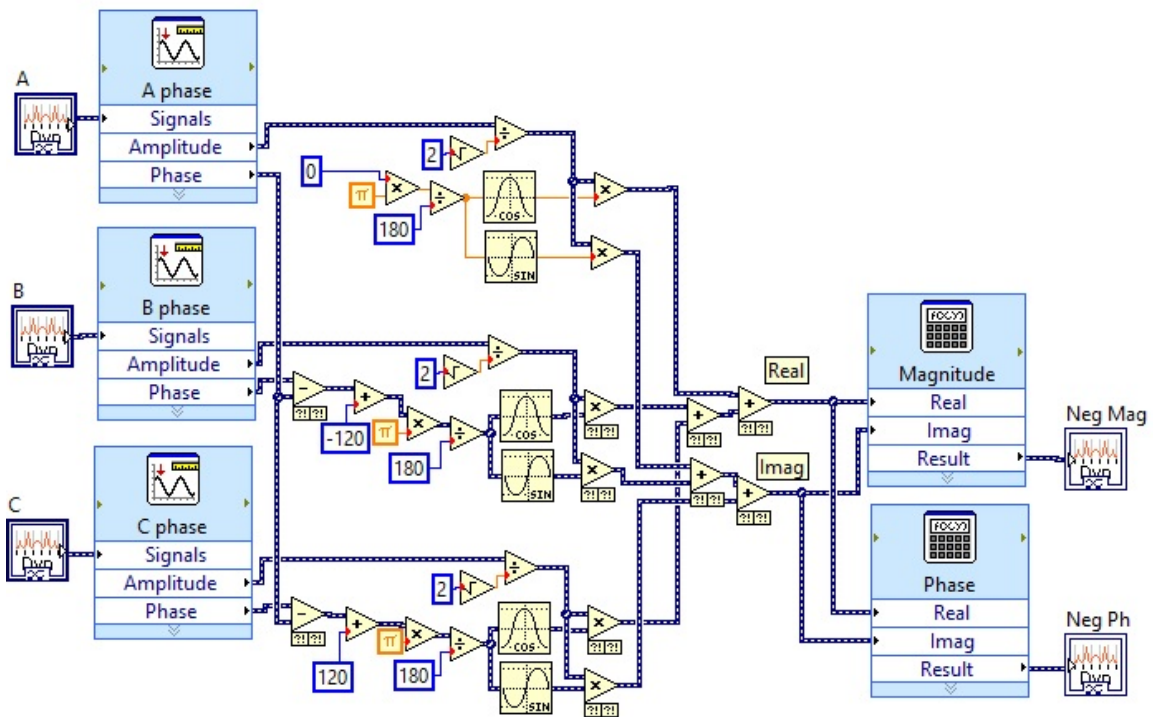 A
A phase
Signals
Amplitude
Phase
2
0
π
180
COS
SIN
B
B phase
Signals
Amplitude
Phase
2
-120
π
180
COS
SIN
C
C phase
Signals
Amplitude
Phase
2
120
π
180
COS
SIN
Real
Imag
Magnitude
Real
Imag
Result
Neg Mag
Phase
Real
Imag
Result
Neg Ph